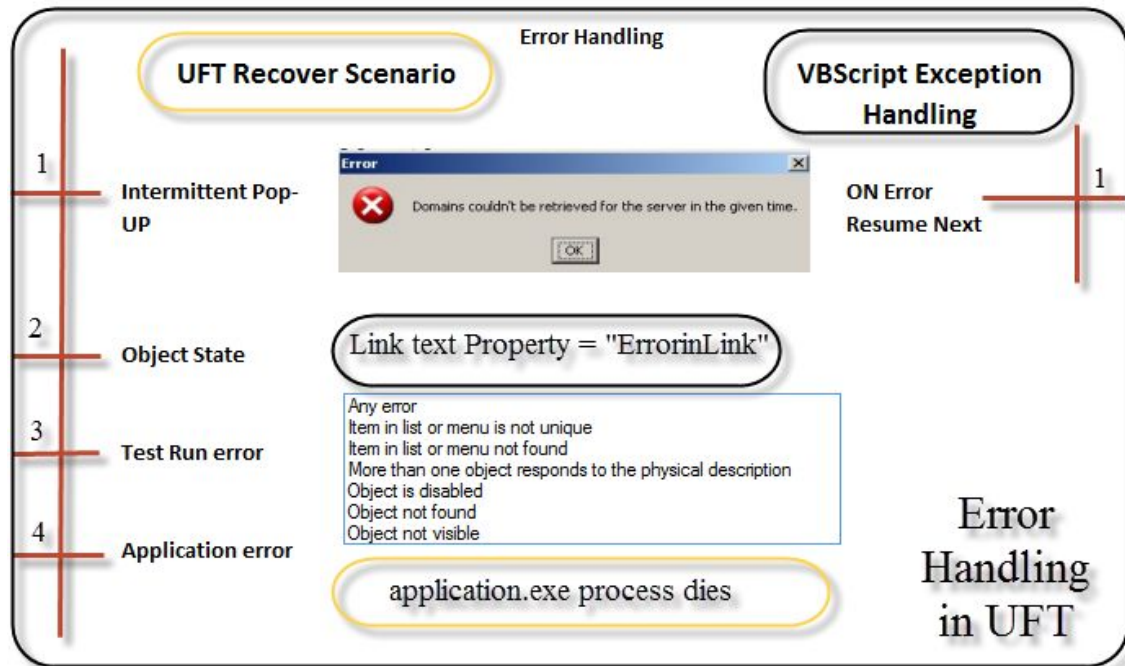 Error Handling
UFT Recover Scenario
VBScript Exception
Handling
1
Intermittent Pop-
UP
Error
Domains couldn't be retrieved for the server in the given time.
OK
ON Error
Resume Next
1
2
Object State
Link text Property = "ErrorinLink"
3
Test Run error
Any error
Item in list or menu is not unique
Item in list or menu not found
More than one object responds to the physical description
Object is disabled
Object not found
Object not visible
4
Application error
application.exe process dies
Error
Handling
in UFT